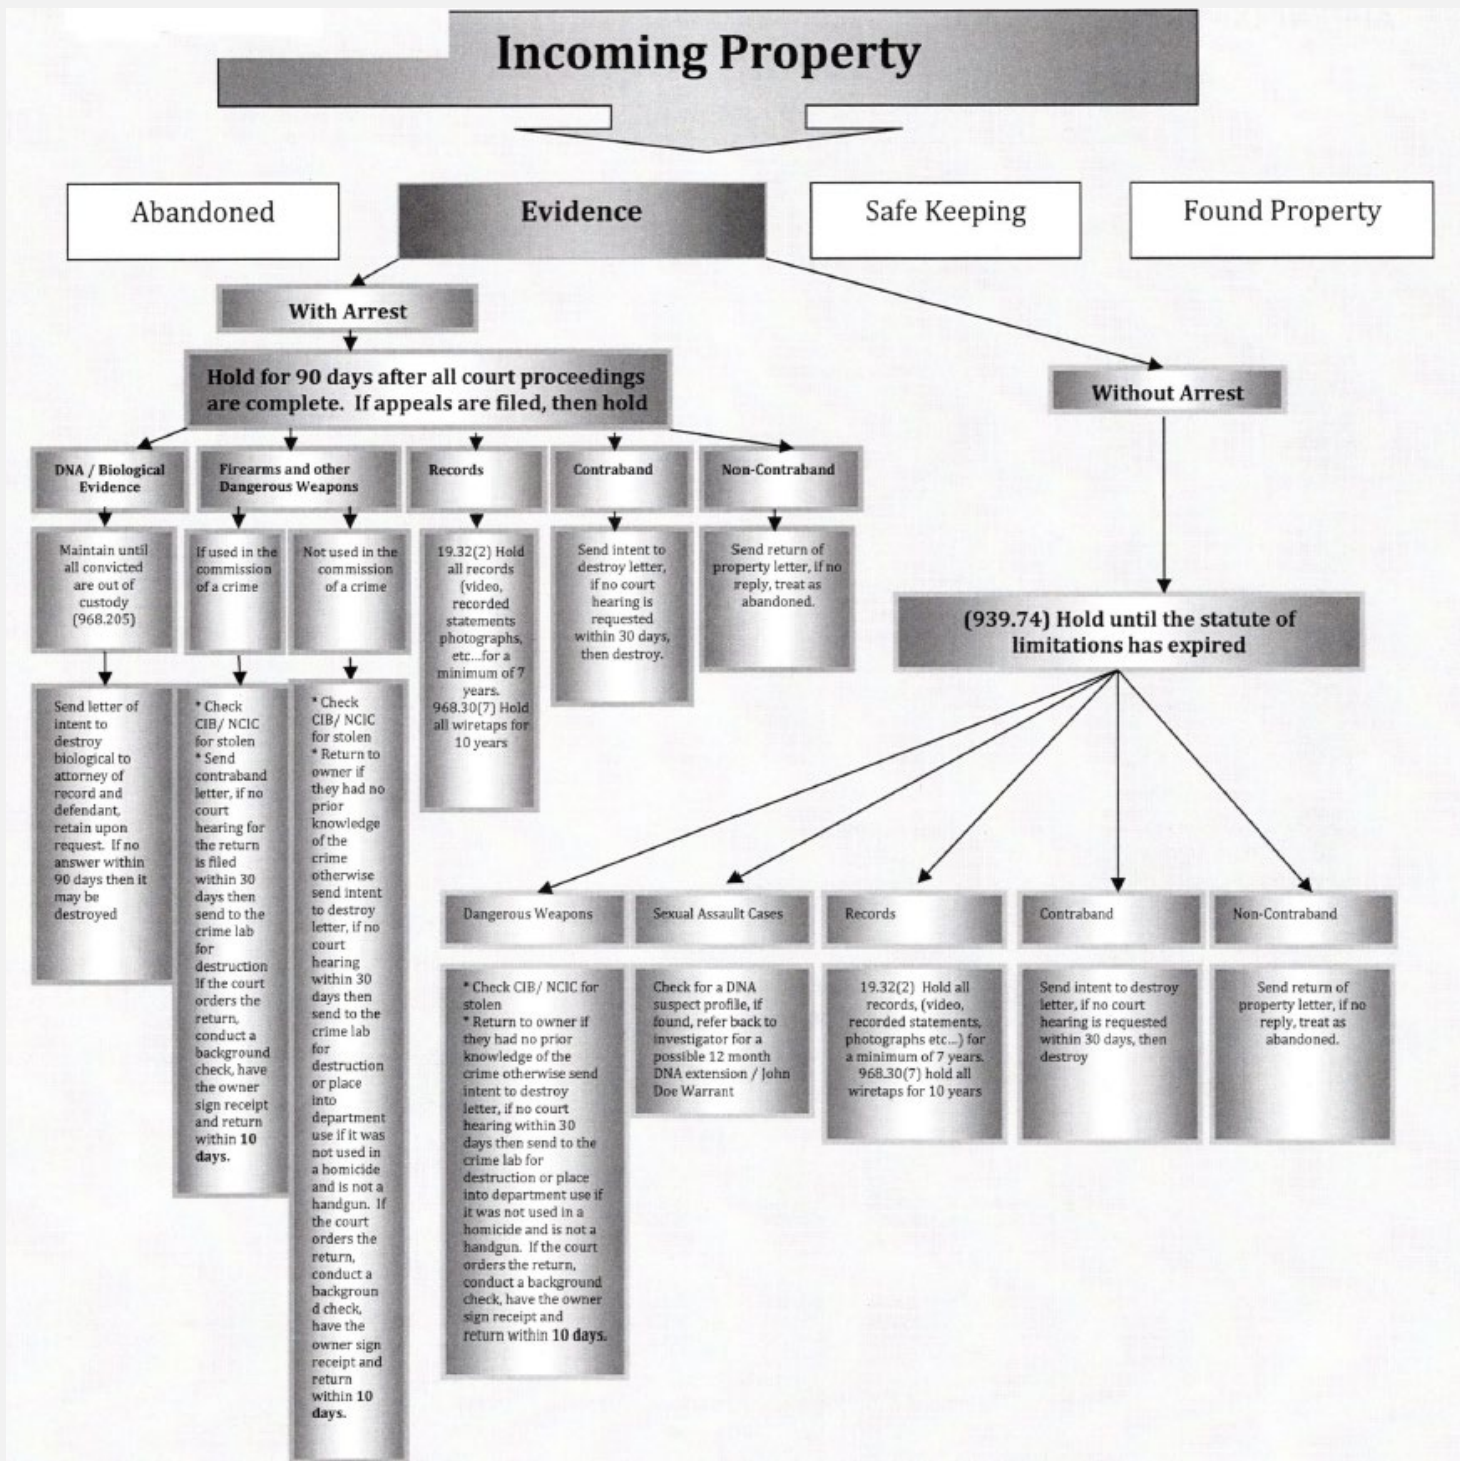 Incoming Property
Abandoned
Evidence
Safe Keeping
Found Property
With Arrest
Hold for 90 days after all court proceedings
are complete. If appeals are filed, then hold
Without Arrest
DNA / Biological
Evidence
Firearms and other
Dangerous Weapons
Records
Contraband
Non-Contraband
Maintain until
all convicted
are out of
custody
(968.205)
If used in the
commission
of a crime
Not used in the
commission
of a crime
19.32(2) Hold
all records
(video,
recorded
statements
photographs,
etc...for a
minimum of 7
years.
968.30(7) Hold
all wiretaps for
10 years
Send intent to
destroy letter,
if no court
hearing is
requested
within 30 days,
then destroy.
Send return of
property letter, if no
reply, treat as
abandoned.
(939.74) Hold until the statute of
limitations has expired
Send letter of
intent to
destroy
biological to
attorney of
record and
defendant,
retain upon
request. If no
answer within
90 days then it
may be
destroyed
* Check
CIB/ NCIC
for stolen
* Send
contraband
letter, if no
court
hearing for
the return
is filed
within 30
days then
send to the
crime lab
for
destruction
If the court
orders the
return,
conduct a
background
check, have
the owner
sign receipt
and return
within 10
days.
* Check
CIB/ NCIC
for stolen
* Return to
owner if
they had no
prior
knowledge
of the
crime
otherwise
send intent
to destroy
letter, if no
court
hearing
within 30
days then
send to the
crime lab
for
destruction
or place
into
department
use if it was
not used in
a homicide
and is not a
handgun. If
the court
orders the
return,
conduct a
backgroun
d check,
have the
owner sign
receipt and
return
within 10
days.
Dangerous Weapons
Sexual Assault Cases
Records
Contraband
Non-Contraband
* Check CIB/ NCIC for
stolen
* Return to owner if
they had no prior
knowledge of the
crime otherwise send
intent to destroy
letter, if no court
hearing within 30
days then send to the
crime lab for
destruction or place
into department use if
it was not used in a
homicide and is not a
handgun. If the court
orders the return,
conduct a background
check, have the owner
sign receipt and
return within 10 days.
Check for a DNA
suspect profile, if
found, refer back to
investigator for a
possible 12 month
DNA extension / John
Doe Warrant
19.32(2) Hold all
records, (video,
recorded statements,
photographs etc...) for
a minimum of 7 years.
968.30(7) hold all
wiretaps for 10 years
Send intent to destroy
letter, if no court
hearing is requested
within 30 days, then
destroy
Send return of
property letter, if no
reply, treat as
abandoned.